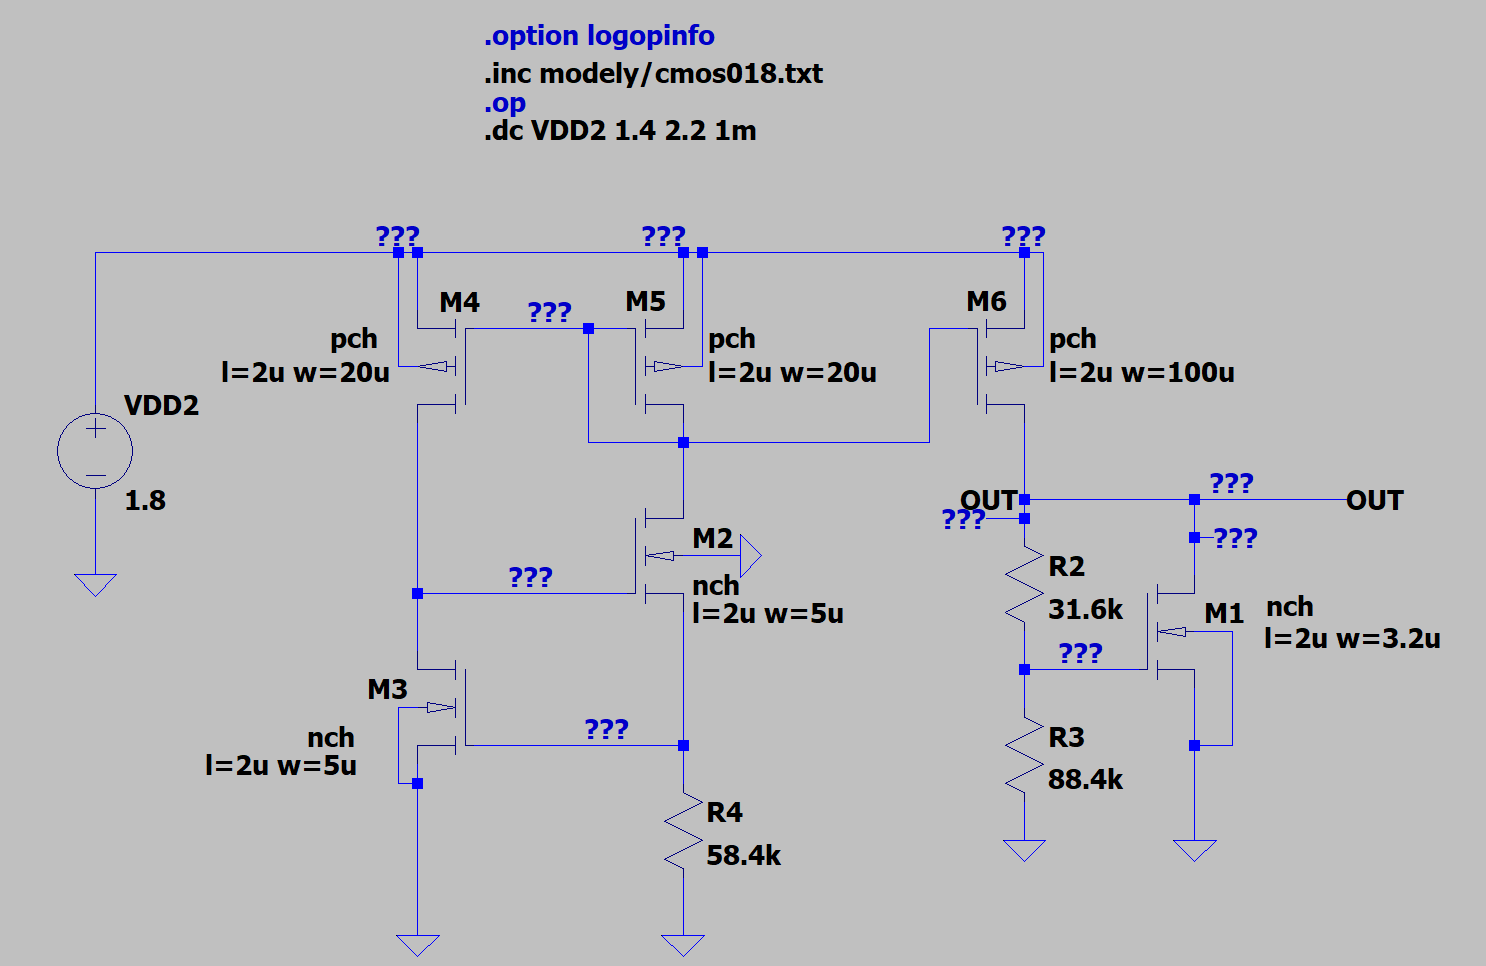 .option logopinfo
.inc modely/cmos018.txt
.op
.dc VDD2 1.4 2.2 1m
???
???
???
M4
???
M5
M6
pch
l=2u w=20u
pch
l=2u w=20u
pch
l=2u w=100u
VDD2
1.8
OUT
???
???
OUT
???
M2
nch
l=2u w=5u
???
R2
31.6k
M1
nch
l=2u w=3.2u
???
M3
nch
l=2u w=5u
???
R3
88.4k
R4
58.4k